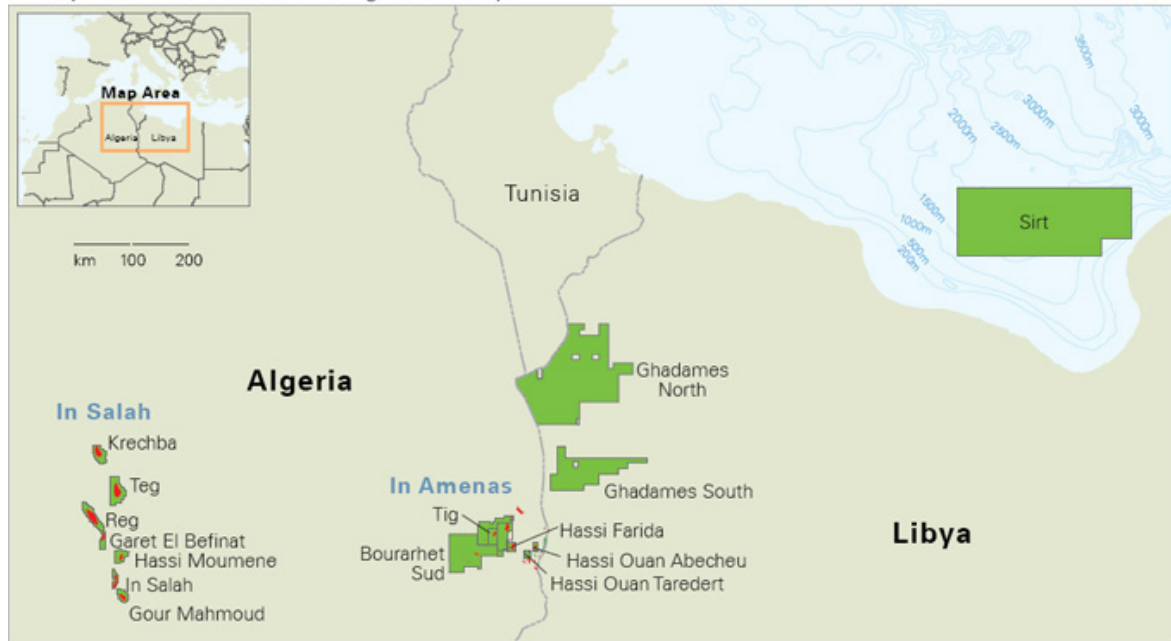 Map Area
Algeria
Libya
km 100 200
Tunisia
3500m
3000m
3000m
2500m
2000m
1500m
1000m
500m
200m
Sirt
Algeria
Ghadames
North
In Salah
Krechba
Teg
Reg
Garet El Befinat
Hassi Moumene
In Salah
Gour Mahmoud
In Amenas
Tig
Bourarhet
Sud
Ghadames South
Hassi Farida
Hassi Ouan Abecheu
Hassi Ouan Taredert
Libya